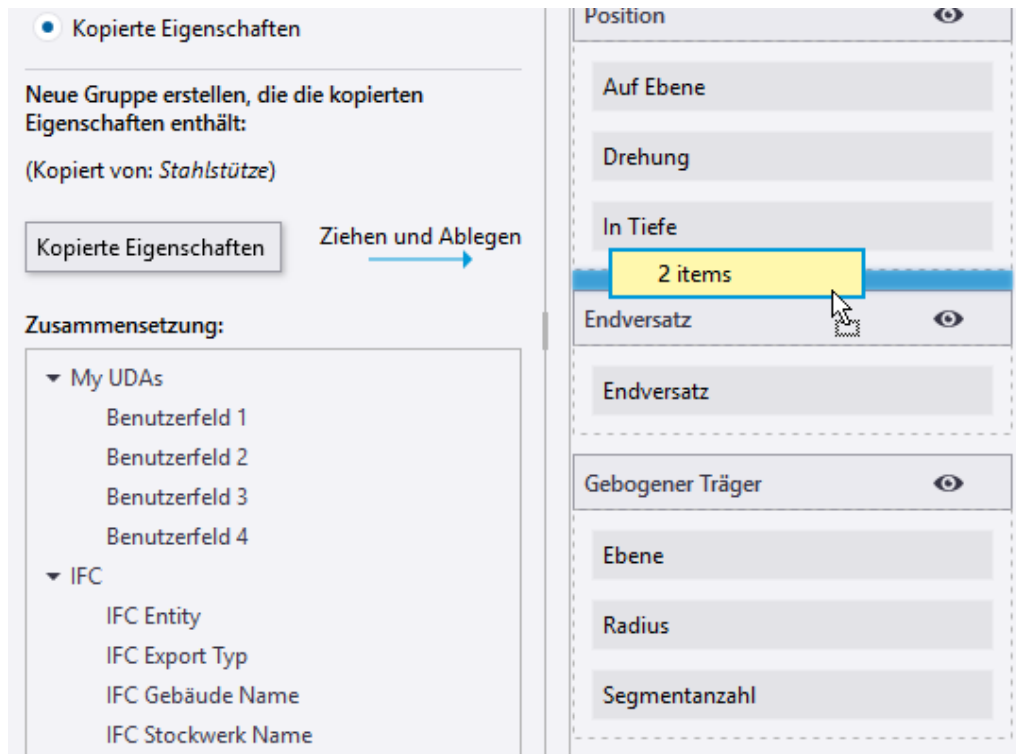 Kopierte Eigenschaften
Neue Gruppe erstellen, die die kopierten
Eigenschaften enthält:
(Kopiert von: Stahlstütze)
Kopierte Eigenschaften
Ziehen und Ablegen
Zusammensetzung:
My UDAs
Benutzerfeld 1
Benutzerfeld 2
Benutzerfeld 3
Benutzerfeld 4
IFC
IFC Entity
IFC Export Typ
IFC Gebäude Name
IFC Stockwerk Name
Position
Auf Ebene
Drehung
In Tiefe
2 items
Endversatz
Endversatz
Gebogener Träger
Ebene
Radius
Segmentanzahl